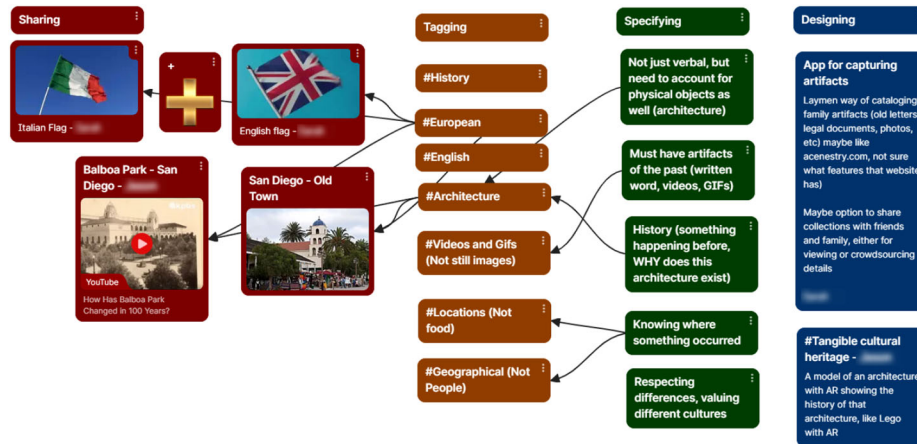 Sharing
Italian Flag -
+
English flag -
Balboa Park - San
Diego -
YouTube
How Has Balboa Park
Changed in 100 Years?
San Diego - Old
Town
Tagging
#History
#European
#English
#Architecture
#Videos and Gifs
(Not still images)
#Locations (Not
food)
#Geographical (Not
People)
Specifying
Not just verbal, but
need to account for
physical objects as
well (architecture)
Must have artifacts
of the past (written
word, videos, GIFs)
History (something
happening before,
WHY does this
architecture exist)
Knowing where
something occurred
Respecting
differences, valuing
different cultures
Designing
App for capturing
artifacts
Laymen way of cataloging
family artifacts (old letters
legal documents, photos,
etc) maybe like
acenestry.com, not sure
what features that website
has)
Maybe option to share
collections with friends
and family, either for
viewing or crowdsourcing
details
#Tangible cultural
heritage -
A model of an architecture
with AR showing the
history of that
architecture, like Lego
with AR